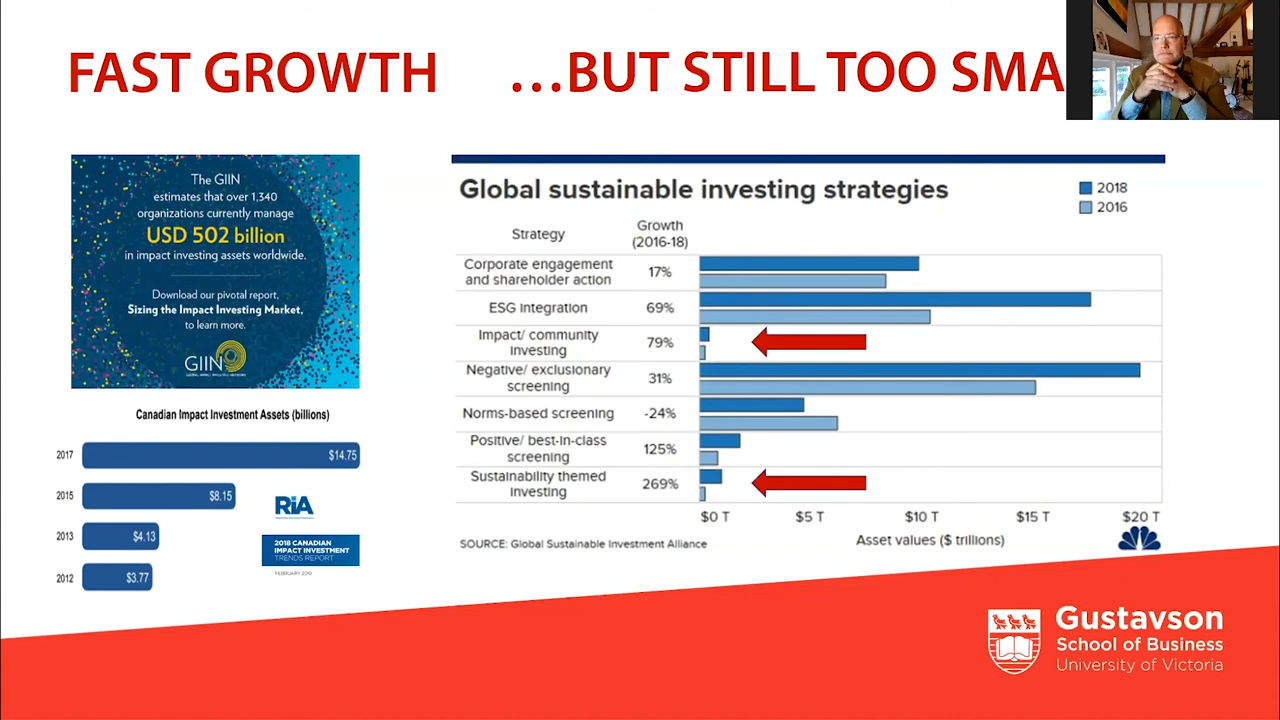 FAST GROWTH
...BUT STILL TOO SMA
The GIIN
estimates that over 1,340
organizations currently manage
USD 502 billion
in impact investing assets worldwide.
Download our pivotal report,
Sizing the Impact Investing Market,
to learn more.
GIIN
GLOBAL IMPACT INVESTING NETWORK
Canadian Impact Investment Assets (billions)
2017 $14.75
2015 $8.15
2013 $4.13
2012 $3.77
RiA
2018 CANADIAN
IMPACT INVESTMENT
TRENDS REPORT
FEBRUARY 2019
Global sustainable investing strategies
2018
2016
Strategy
Growth
(2016-18)
Corporate engagement
and shareholder action
17%
ESG integration
69%
Impact/ community
investing
79%
Negative/ exclusionary
screening
31%
Norms-based screening
-24%
Positive/ best-in-class
screening
125%
Sustainability themed
investing
269%
$0 T $5 T $10 T $15 T $20 T
Asset values ($ trillions)
SOURCE: Global Sustainable Investment Alliance
Gustavson
School of Business
University of Victoria